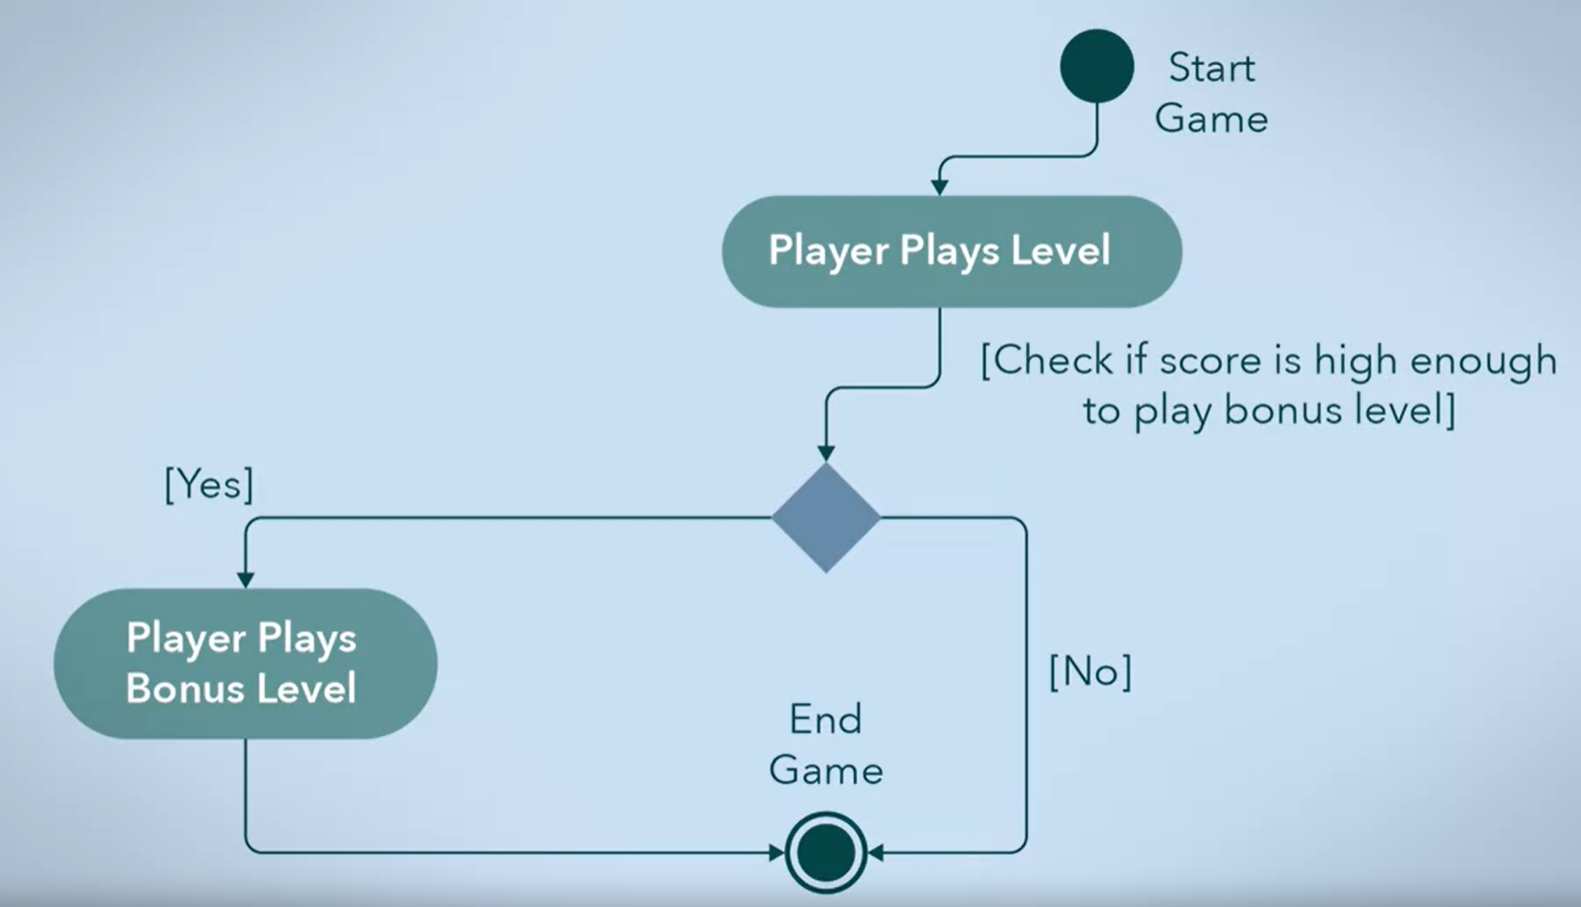 Start
Game
Player Plays Level
[Check if score is high enough
to play bonus level]
[Yes]
Player Plays
Bonus Level
[No]
End
Game